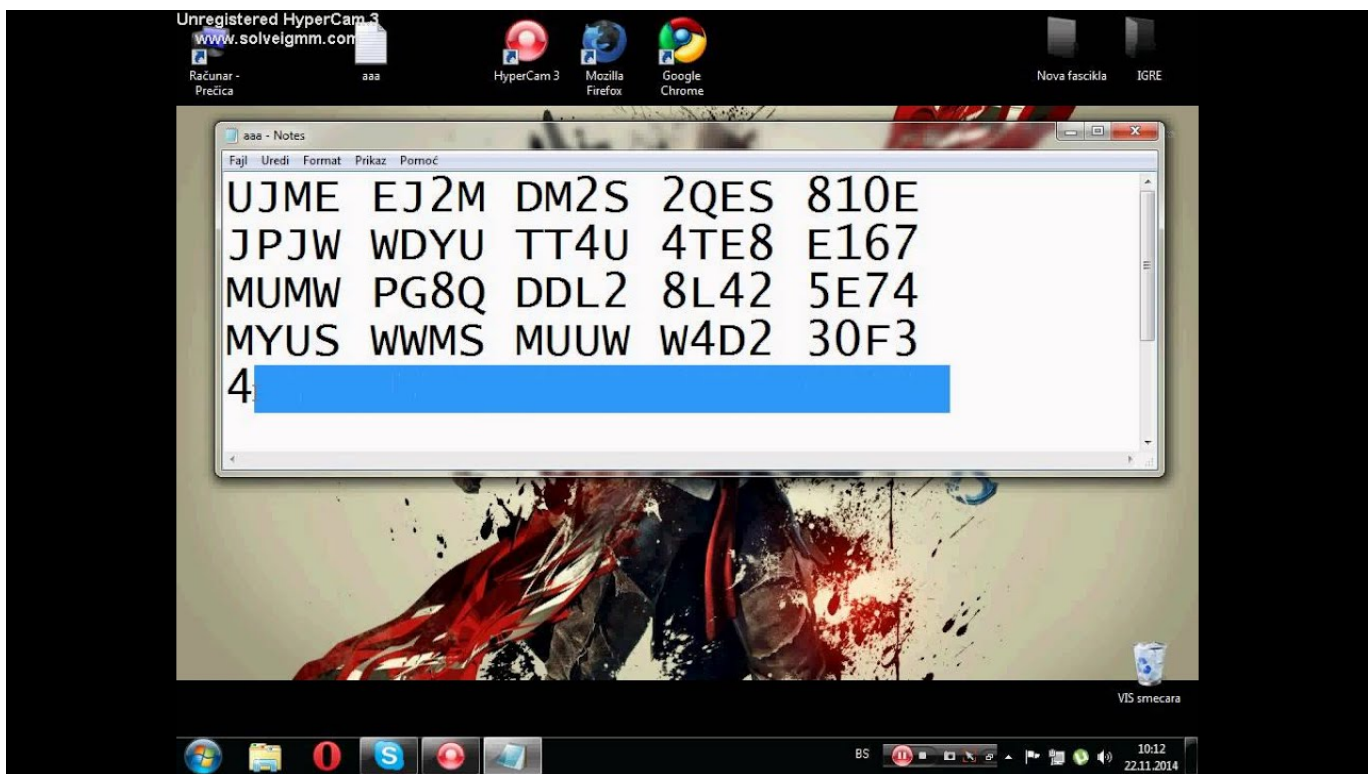 Unregistered HyperCam 3
www.solveigmm.com
Računar -
Prečica
aaa
HyperCam 3
Mozilla
Firefox
Google
Chrome
Nova fascikla
IGRE
aaa - Notes
Fajl Uredi Format Prikaz Pomoć
UJME EJ2M DM2S 2QES 810E
JPJW WDYU TT4U 4TE8 E167
MUMW PG8Q DDL2 8L42 5E74
MYUS WWMS MUUW W4D2 30F3
4
VIS smecara
BS
10:12
22.11.2014